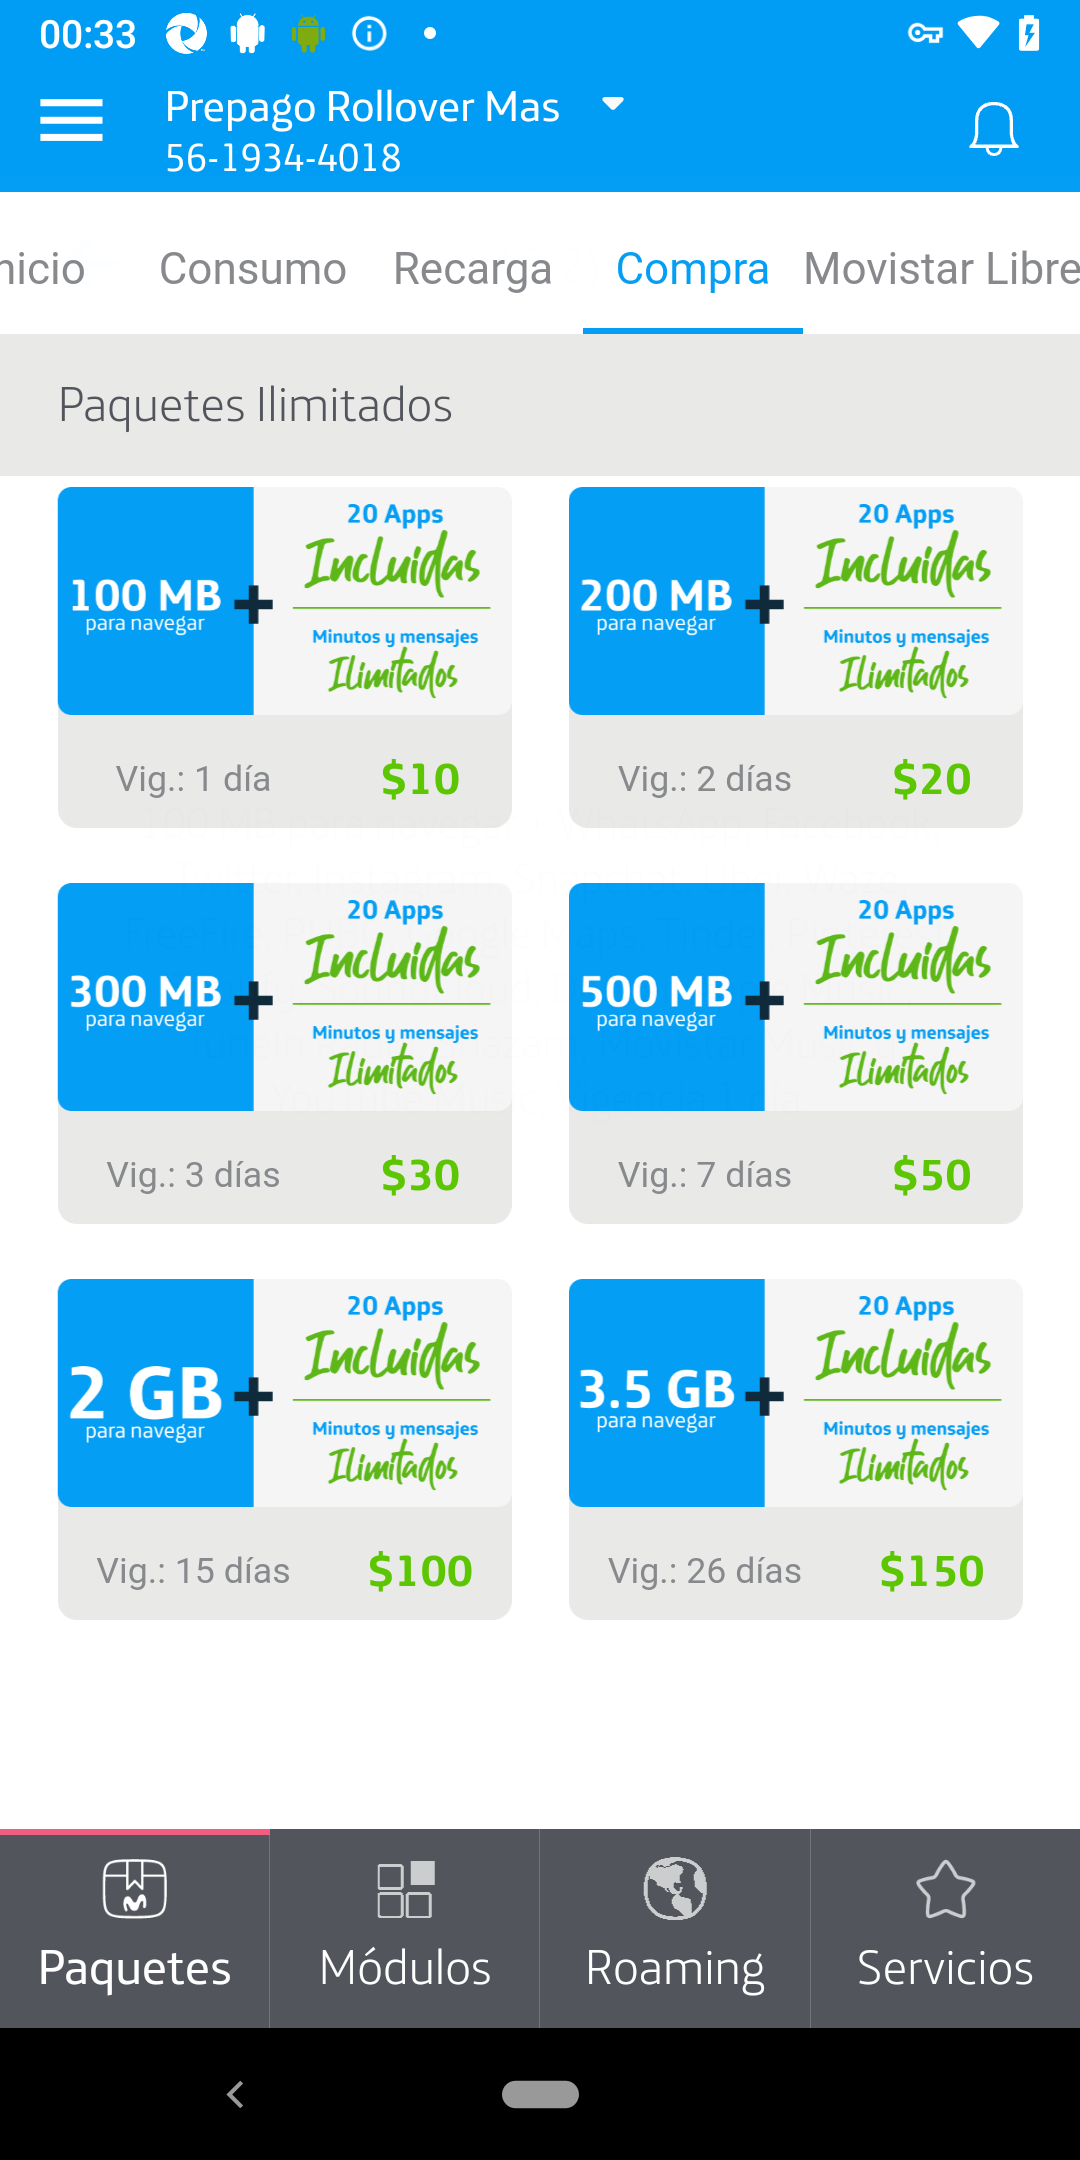 00:33
Prepago Rollover Mas
56-1934-4018
nicio Consumo Recarga Compra Movistar Libre
Paquetes Ilimitados
100 MB
para navegar
+
20 Apps
Incluidas
Minutos y mensajes
Ilimitados
Vig.: 1 día $10
200 MB
para navegar
+
20 Apps
Incluidas
Minutos y mensajes
Ilimitados
Vig.: 2 días $20
300 MB
para navegar
+
20 Apps
Incluidas
Minutos y mensajes
Ilimitados
Vig.: 3 días $30
500 MB
para navegar
+
20 Apps
Incluidas
Minutos y mensajes
Ilimitados
Vig.: 7 días $50
2 GB
para navegar
+
20 Apps
Incluidas
Minutos y mensajes
Ilimitados
Vig.: 15 días $100
3.5 GB
para navegar
+
20 Apps
Incluidas
Minutos y mensajes
Ilimitados
Vig.: 26 días $150
Paquetes Módulos Roaming Servicios